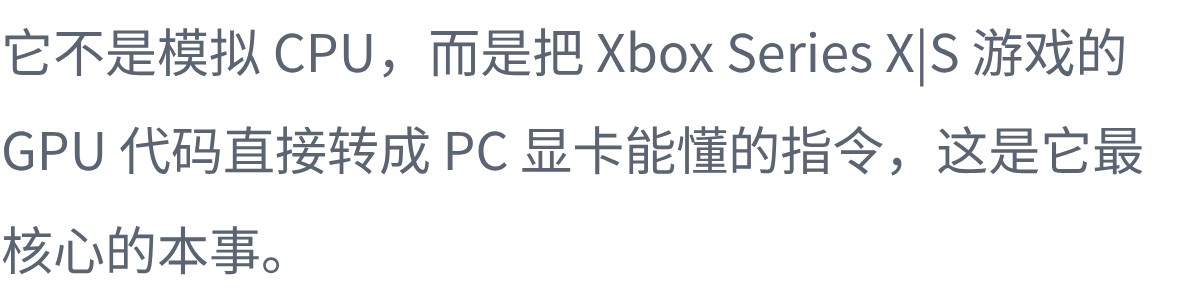 它不是模拟 CPU，而是把 Xbox Series X|S 游戏的
GPU 代码直接转成 PC 显卡能懂的指令，这是它最
核心的本事。